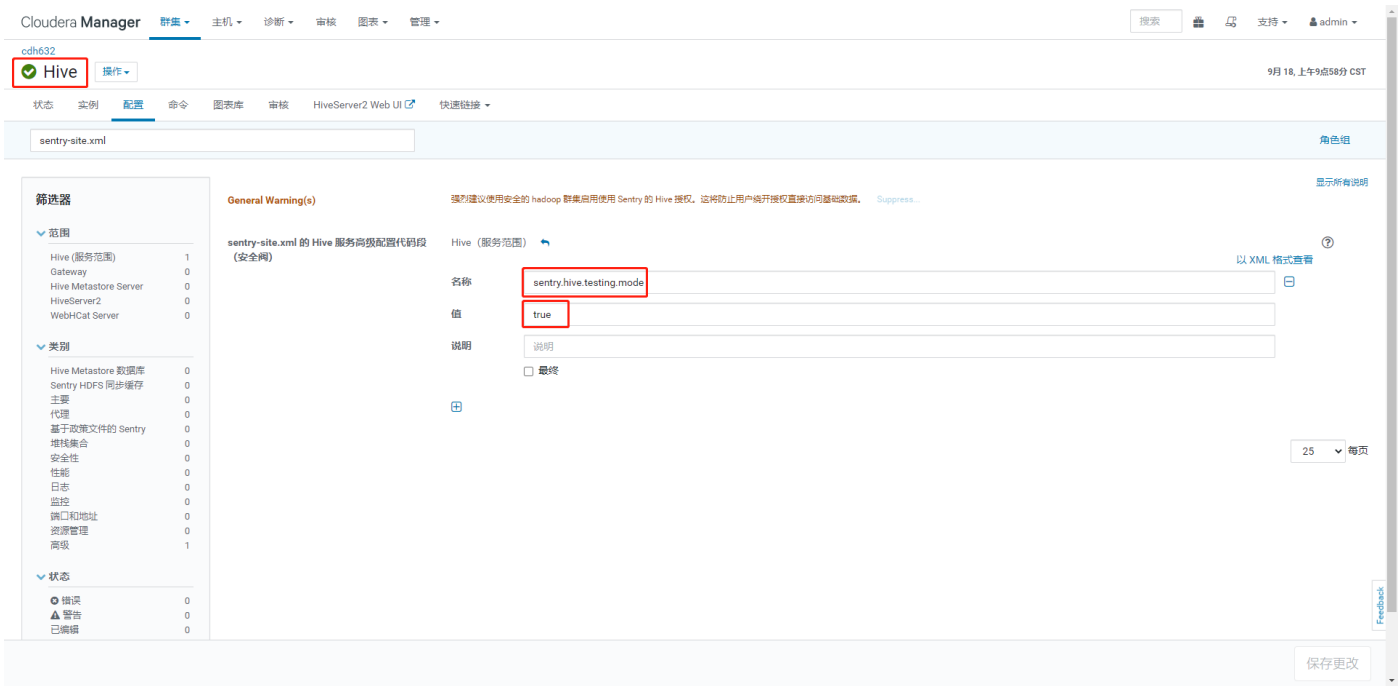 Cloudera Manager 群集 主机 诊断 审核 图表 管理 搜索 支持 admin
cdh632
Hive 操作 9月 18, 上午9点58分 CST
状态 实例 配置 命令 图表库 审核 HiveServer2 Web UI 快速链接
sentry-site.xml 角色组
显示所有说明
筛选器
General Warning(s) 强烈建议使用安全的 hadoop 群集启用使用 Sentry 的 Hive 授权。这将防止用户绕开授权直接访问基础数据。 Suppress...
范围
sentry-site.xml 的 Hive 服务高级配置代码段（安全阀） Hive（服务范围）
以 XML 格式查看
Hive (服务范围) 1
Gateway 0
Hive Metastore Server 0
HiveServer2 0
WebHCat Server 0
名称 sentry.hive.testing.mode
值 true
说明 说明
最终
类别
Hive Metastore 数据库 0
Sentry HDFS 同步缓存 0
主要 0
代理 0
基于政策文件的 Sentry 0
堆栈集合 0
安全性 0
性能 0
日志 0
监控 0
端口和地址 0
资源管理 0
高级 1
25 每页
状态
错误 0
警告 0
已编辑 0
Feedback
保存更改